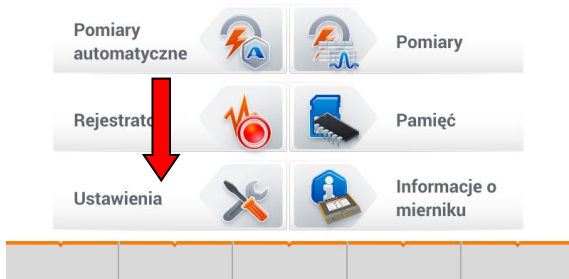 Pomiary
automatyczne
Pomiary
Rejestrato
Pamięć
Ustawienia
Informacje o
mierniku